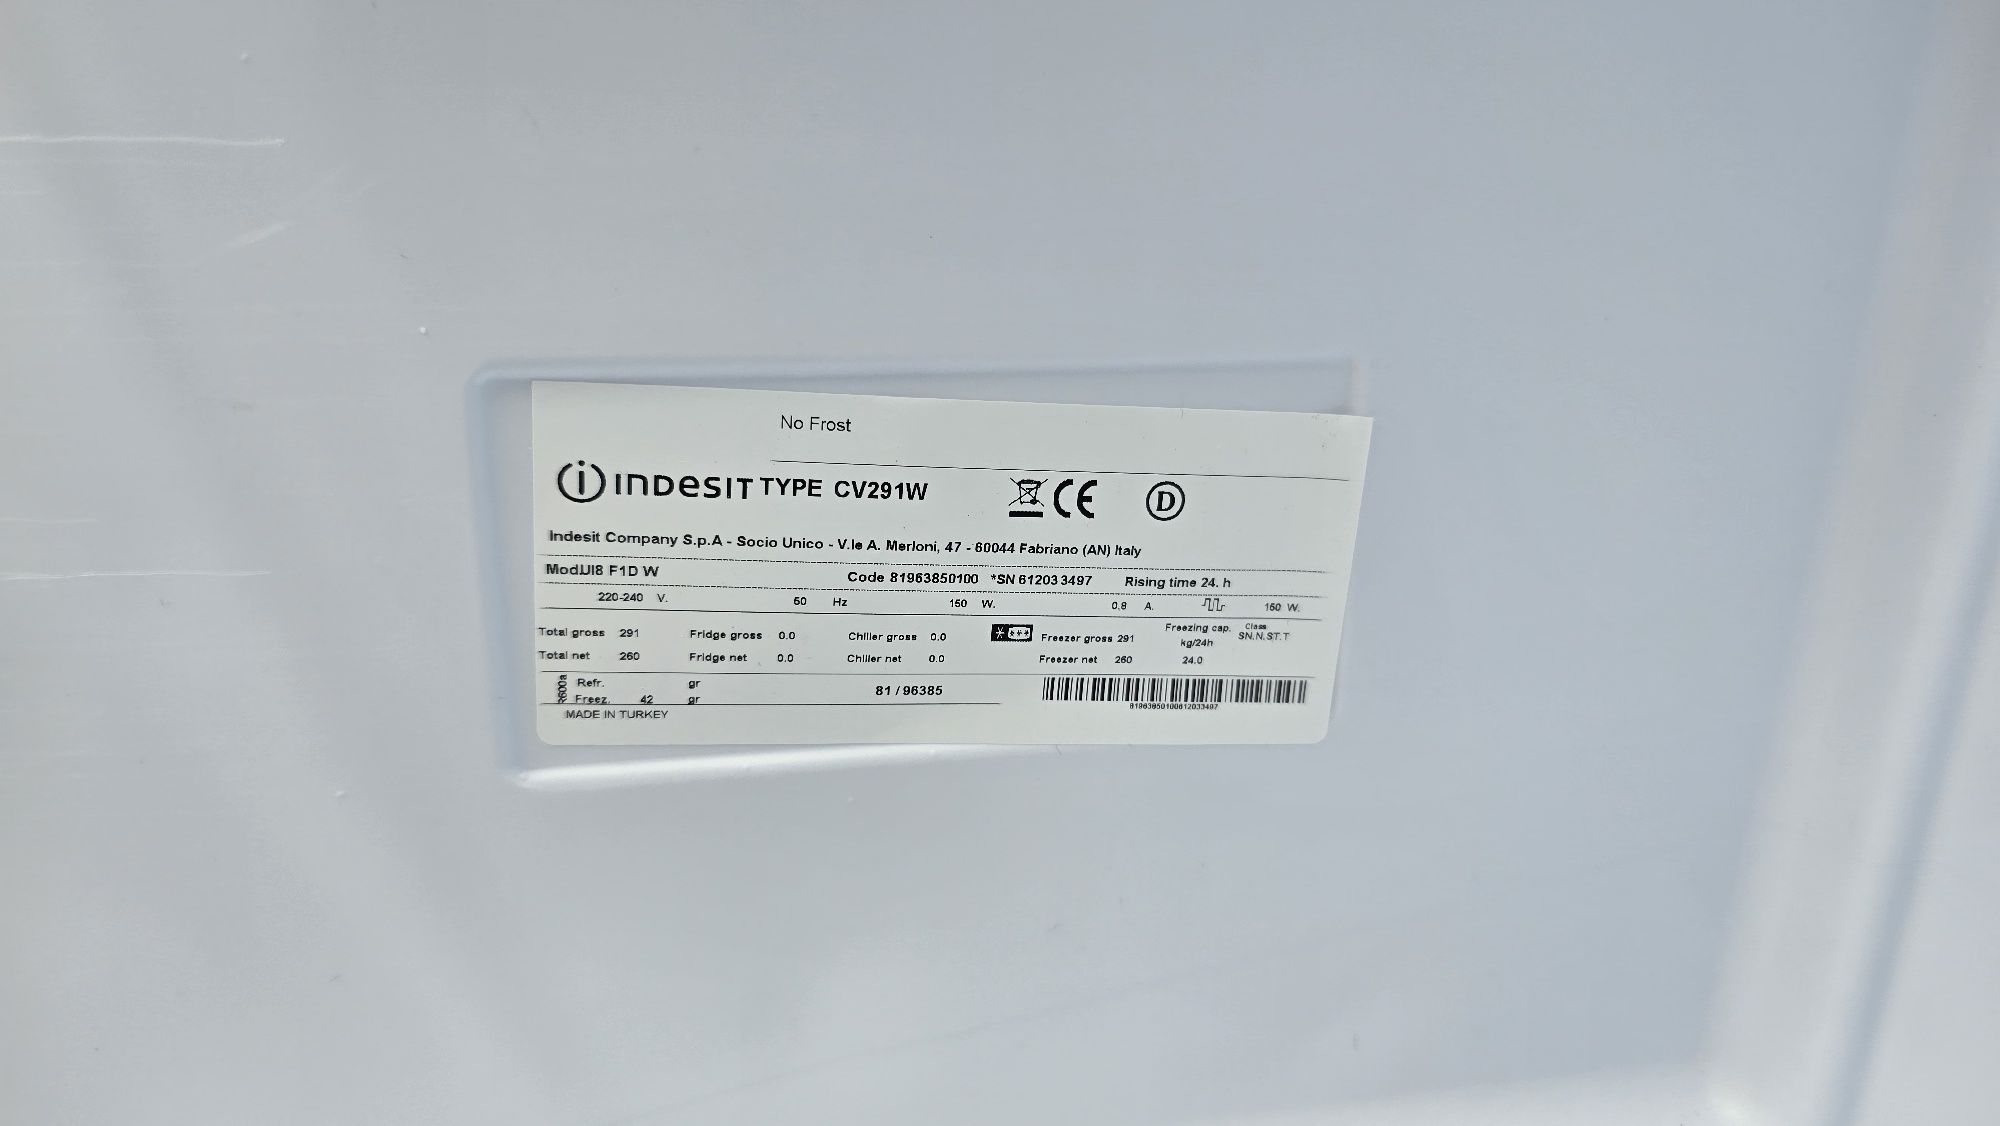 No Frost
indesit TYPE CV291W CE D
Indesit Company S.p.A - Socio Unico - V.le A. Merloni, 47 - 60044 Fabriano (AN) Italy
Mod.UI8 F1D W Code 81963850100 *SN 612033497 Rising time 24. h
220-240 V. 50 Hz 150 W. 0,8 A. 150 W.
Total gross 291 Fridge gross 0.0 Chiller gross 0.0 Freezer gross 291 Freezing cap. kg/24h Class SN.N.ST.T
Total net 260 Fridge net 0.0 Chiller net 0.0 Freezer net 260 24.0
R600a Refr. gr 81 / 96385
Freez. 42 gr
81963850100612033497
MADE IN TURKEY